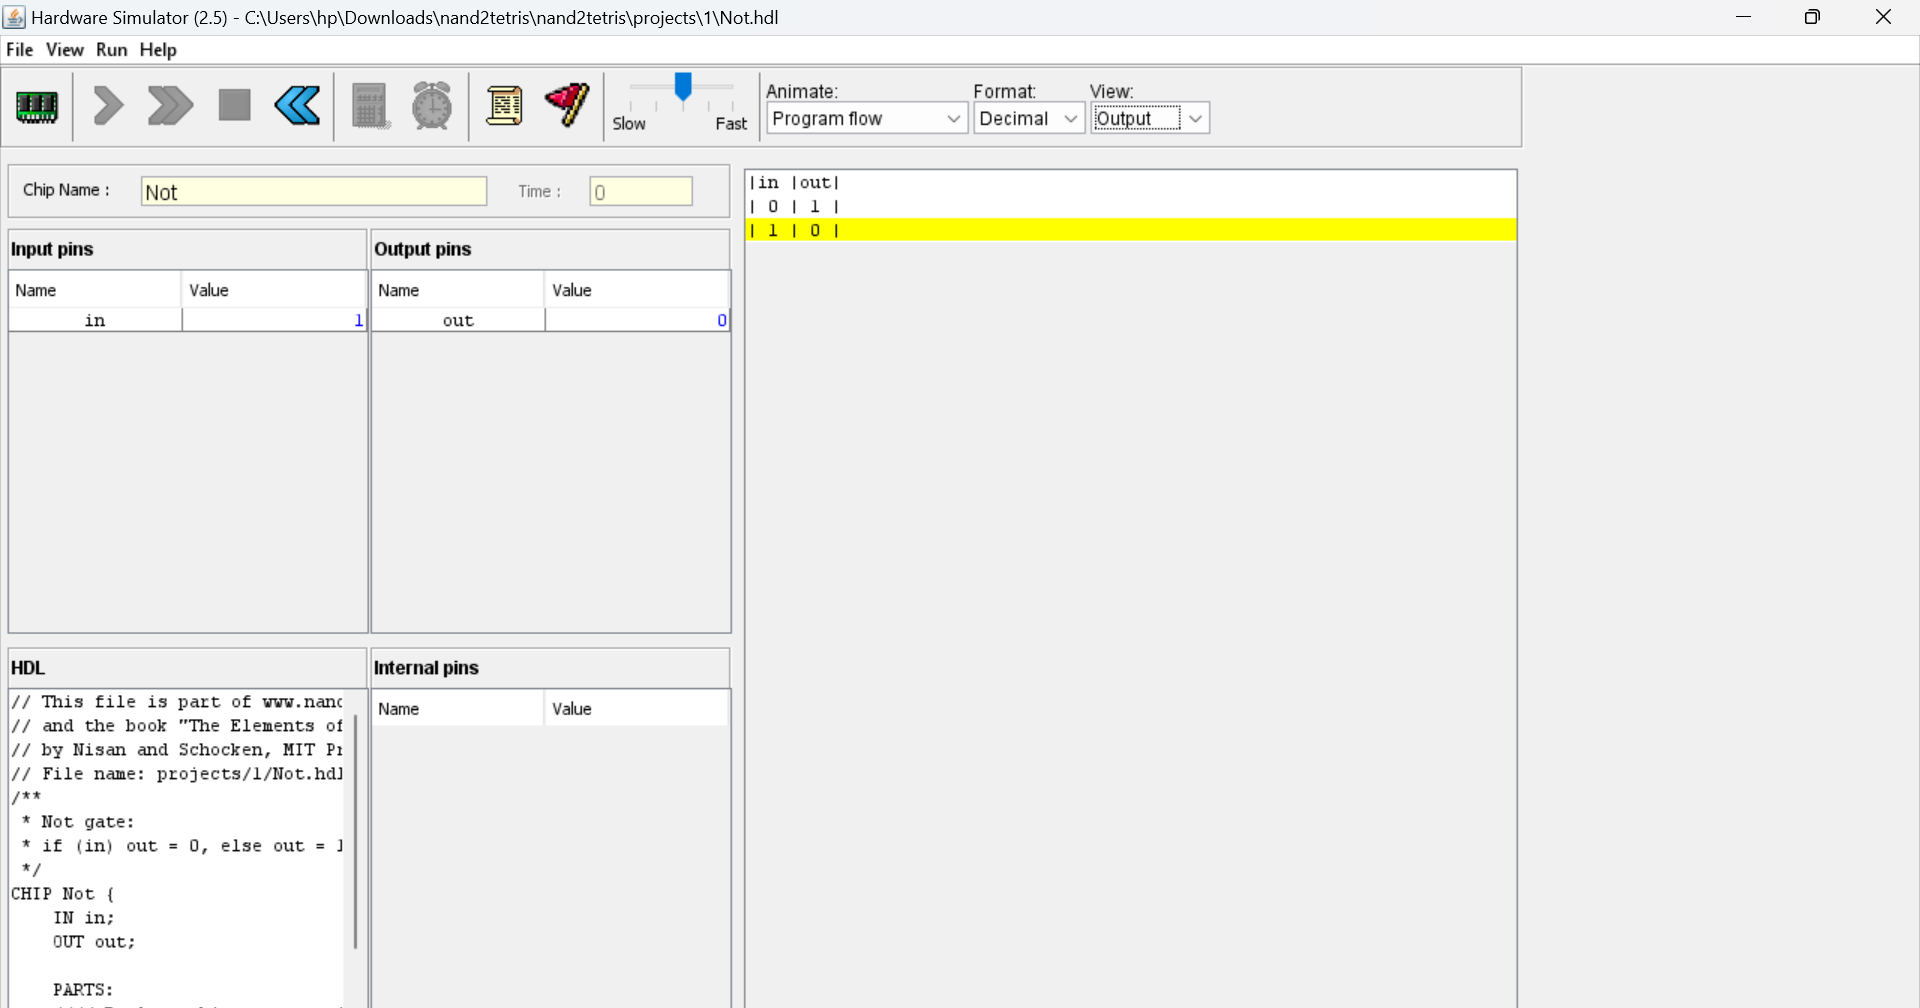 Hardware Simulator (2.5) - C:\Users\hp\Downloads\nand2tetris\nand2tetris\projects\1\Not.hdl
File View Run Help
Slow Fast
Animate: Format: View:
Program flow Decimal Output
Chip Name : Not Time : 0
|in |out|
| 0 | 1 |
| 1 | 0 |
Input pins
Name Value
in 1
Output pins
Name Value
out 0
HDL
// This file is part of www.nand
// and the book "The Elements of
// by Nisan and Schocken, MIT Pr
// File name: projects/1/Not.hdl
/**
* Not gate:
* if (in) out = 0, else out = 1
*/
CHIP Not {
IN in;
OUT out;
PARTS:
Internal pins
Name Value